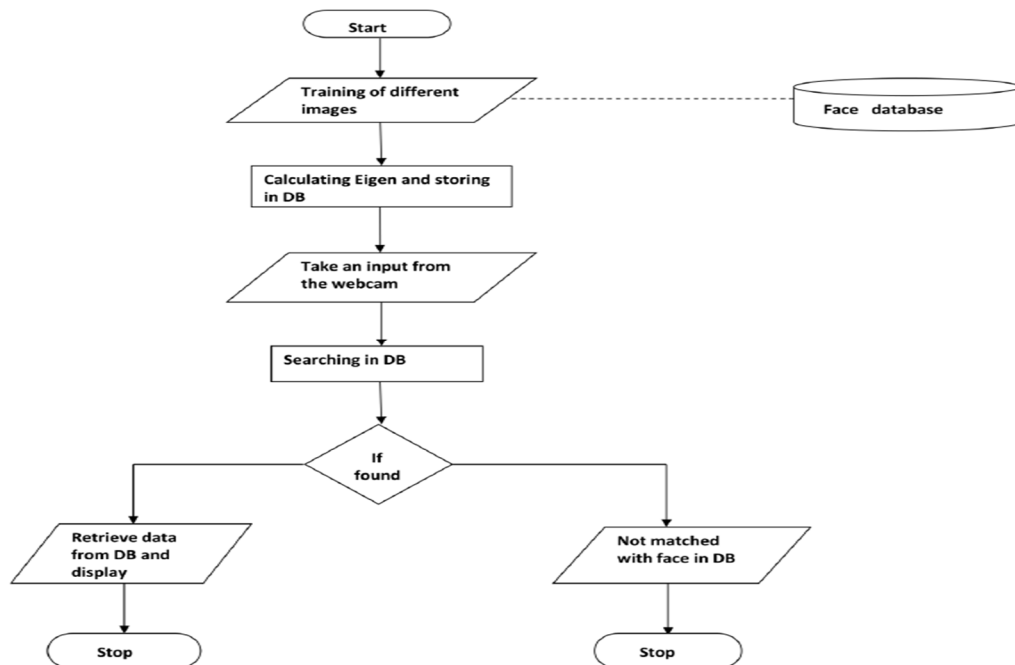 Start
Training of different
images
Face database
Calculating Eigen and storing
in DB
Take an input from
the webcam
Searching in DB
If
found
Retrieve data
from DB and
display
Not matched
with face in DB
Stop
Stop